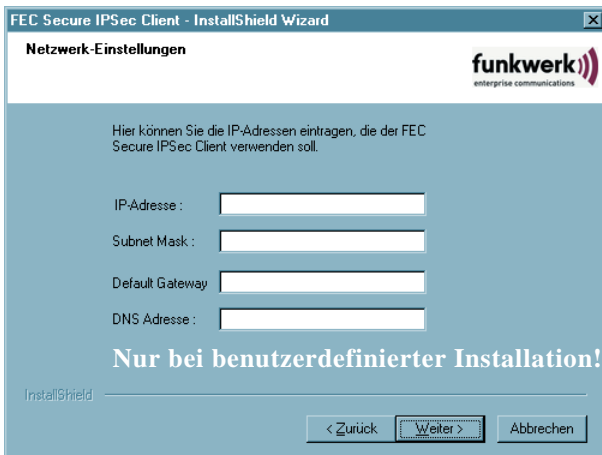 FEC Secure IPSec Client - InstallShield Wizard
Netzwerk-Einstellungen
funkwerk
enterprise communications
Hier können Sie die IP-Adressen eintragen, die der FEC
Secure IPSec Client verwenden soll.
IP-Adresse :
Subnet Mask :
Default Gateway
DNS Adresse :
Nur bei benutzerdefinierter Installation!
InstallShield
< Zurück
Weiter >
Abbrechen